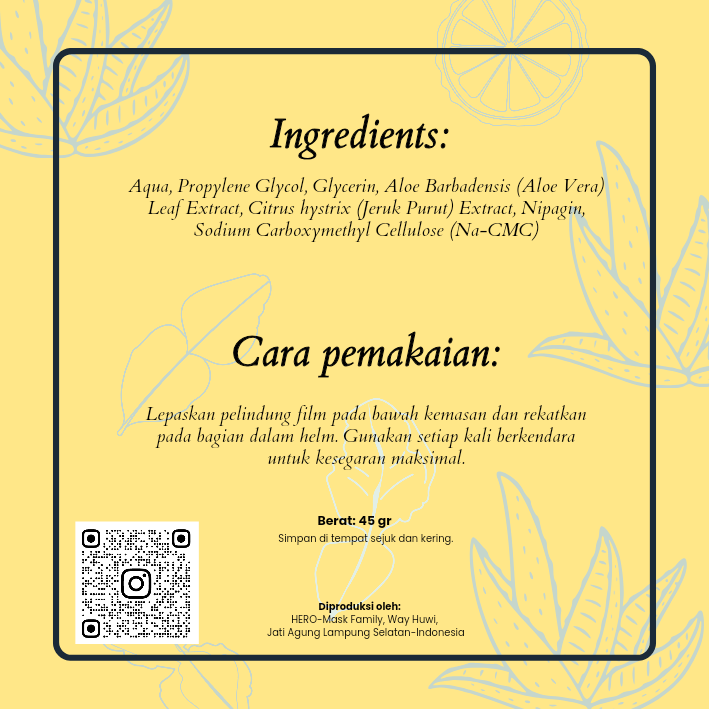 Ingredients:
Aqua, Propylene Glycol, Glycerin, Aloe Barbadensis (Aloe Vera)
Leaf Extract, Citrus hystrix (Jeruk Purut) Extract, Nipagin,
Sodium Carboxymethyl Cellulose (Na-CMC)
Cara pemakaian:
Lepaskan pelindung film pada bawah kemasan dan rekatkan
pada bagian dalam helm. Gunakan setiap kali berkendara
untuk kesegaran maksimal.
Berat: 45 gr
Simpan di tempat sejuk dan kering.
Diproduksi oleh:
HERO-Mask Family, Way Huwi,
Jati Agung Lampung Selatan-Indonesia